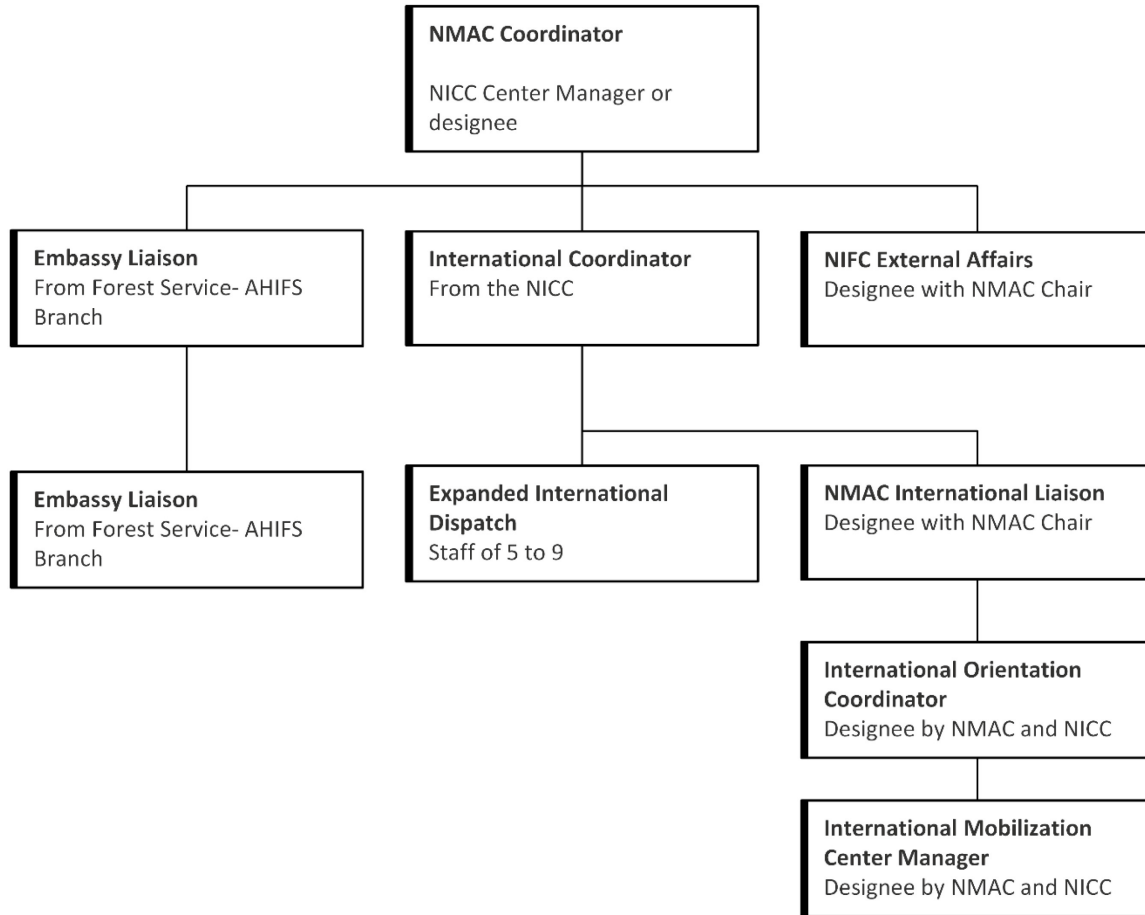 NMAC Coordinator
NICC Center Manager or
designee
Embassy Liaison
From Forest Service- AHIFS
Branch
International Coordinator
From the NICC
NIFC External Affairs
Designee with NMAC Chair
Embassy Liaison
From Forest Service- AHIFS
Branch
Expanded International
Dispatch
Staff of 5 to 9
NMAC International Liaison
Designee with NMAC Chair
International Orientation
Coordinator
Designee by NMAC and NICC
International Mobilization
Center Manager
Designee by NMAC and NICC